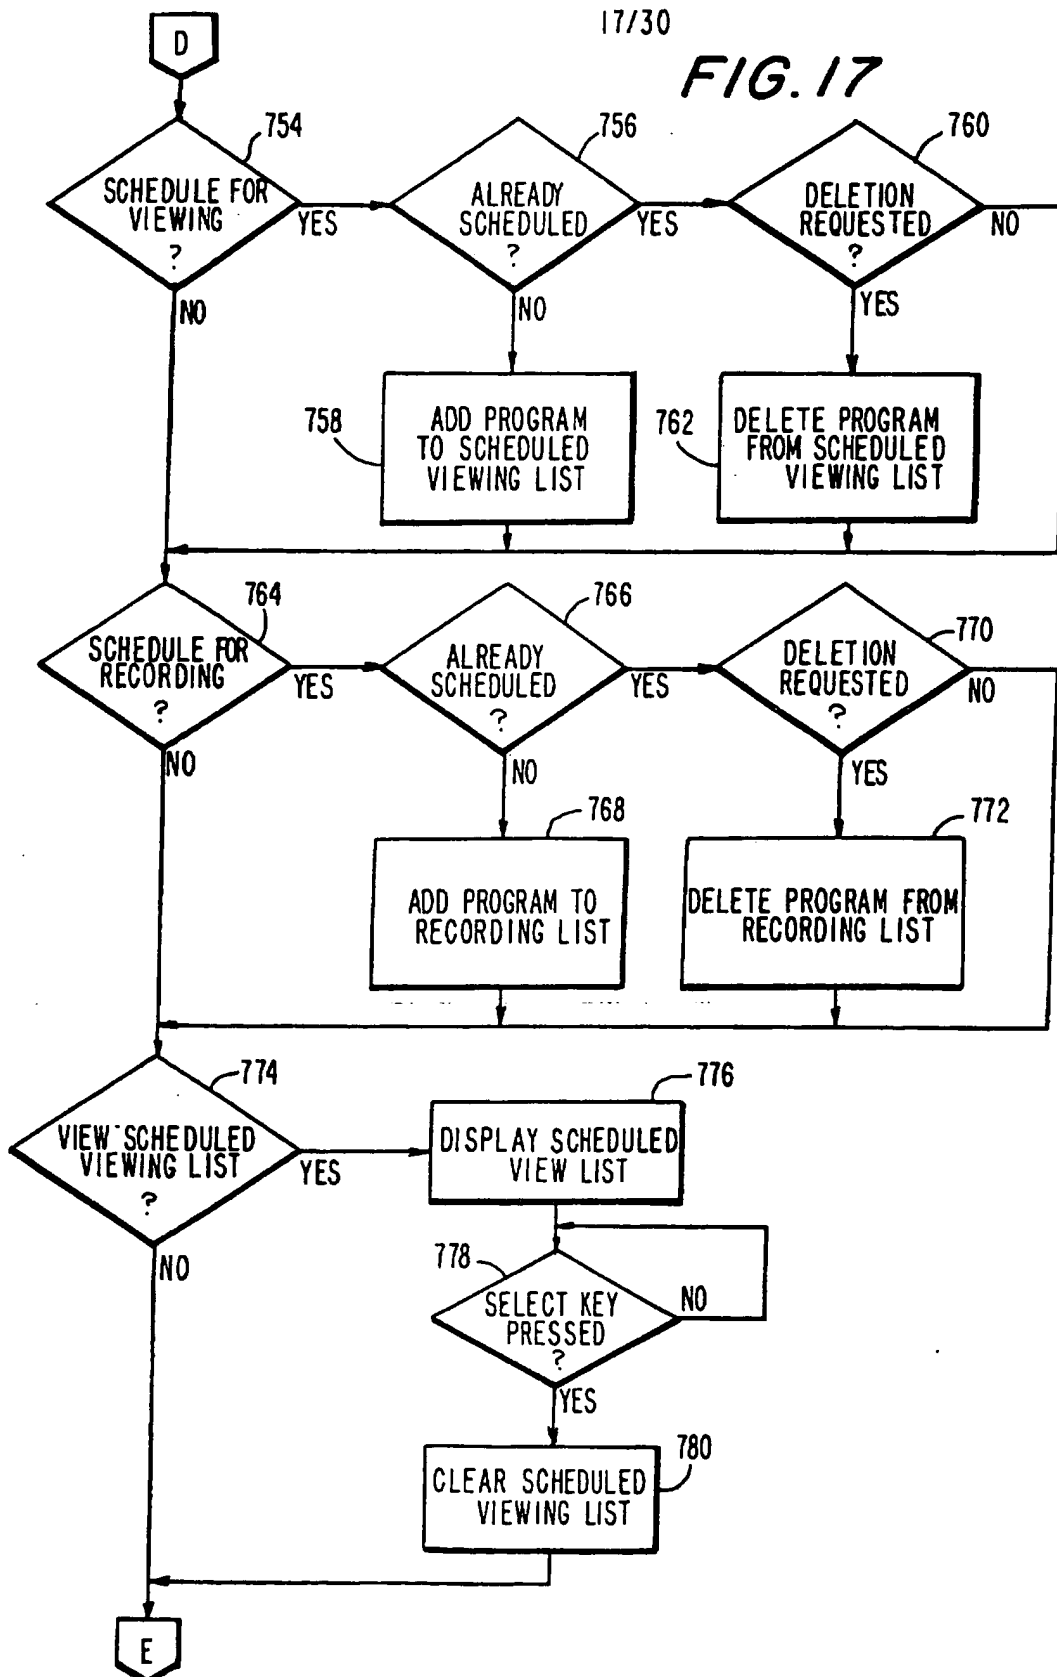 17/30
FIG. 17
D
754
SCHEDULE FOR
VIEWING
?
YES
NO
756
ALREADY
SCHEDULED
?
YES
NO
760
DELETION
REQUESTED
?
NO
YES
758
ADD PROGRAM
TO SCHEDULED
VIEWING LIST
762
DELETE PROGRAM
FROM SCHEDULED
VIEWING LIST
764
SCHEDULE FOR
RECORDING
?
YES
NO
766
ALREADY
SCHEDULED
?
YES
NO
770
DELETION
REQUESTED
?
NO
YES
768
ADD PROGRAM TO
RECORDING LIST
772
DELETE PROGRAM FROM
RECORDING LIST
774
VIEW SCHEDULED
VIEWING LIST
?
YES
NO
776
DISPLAY SCHEDULED
VIEW LIST
778
SELECT KEY
PRESSED
?
NO
YES
780
CLEAR SCHEDULED
VIEWING LIST
E